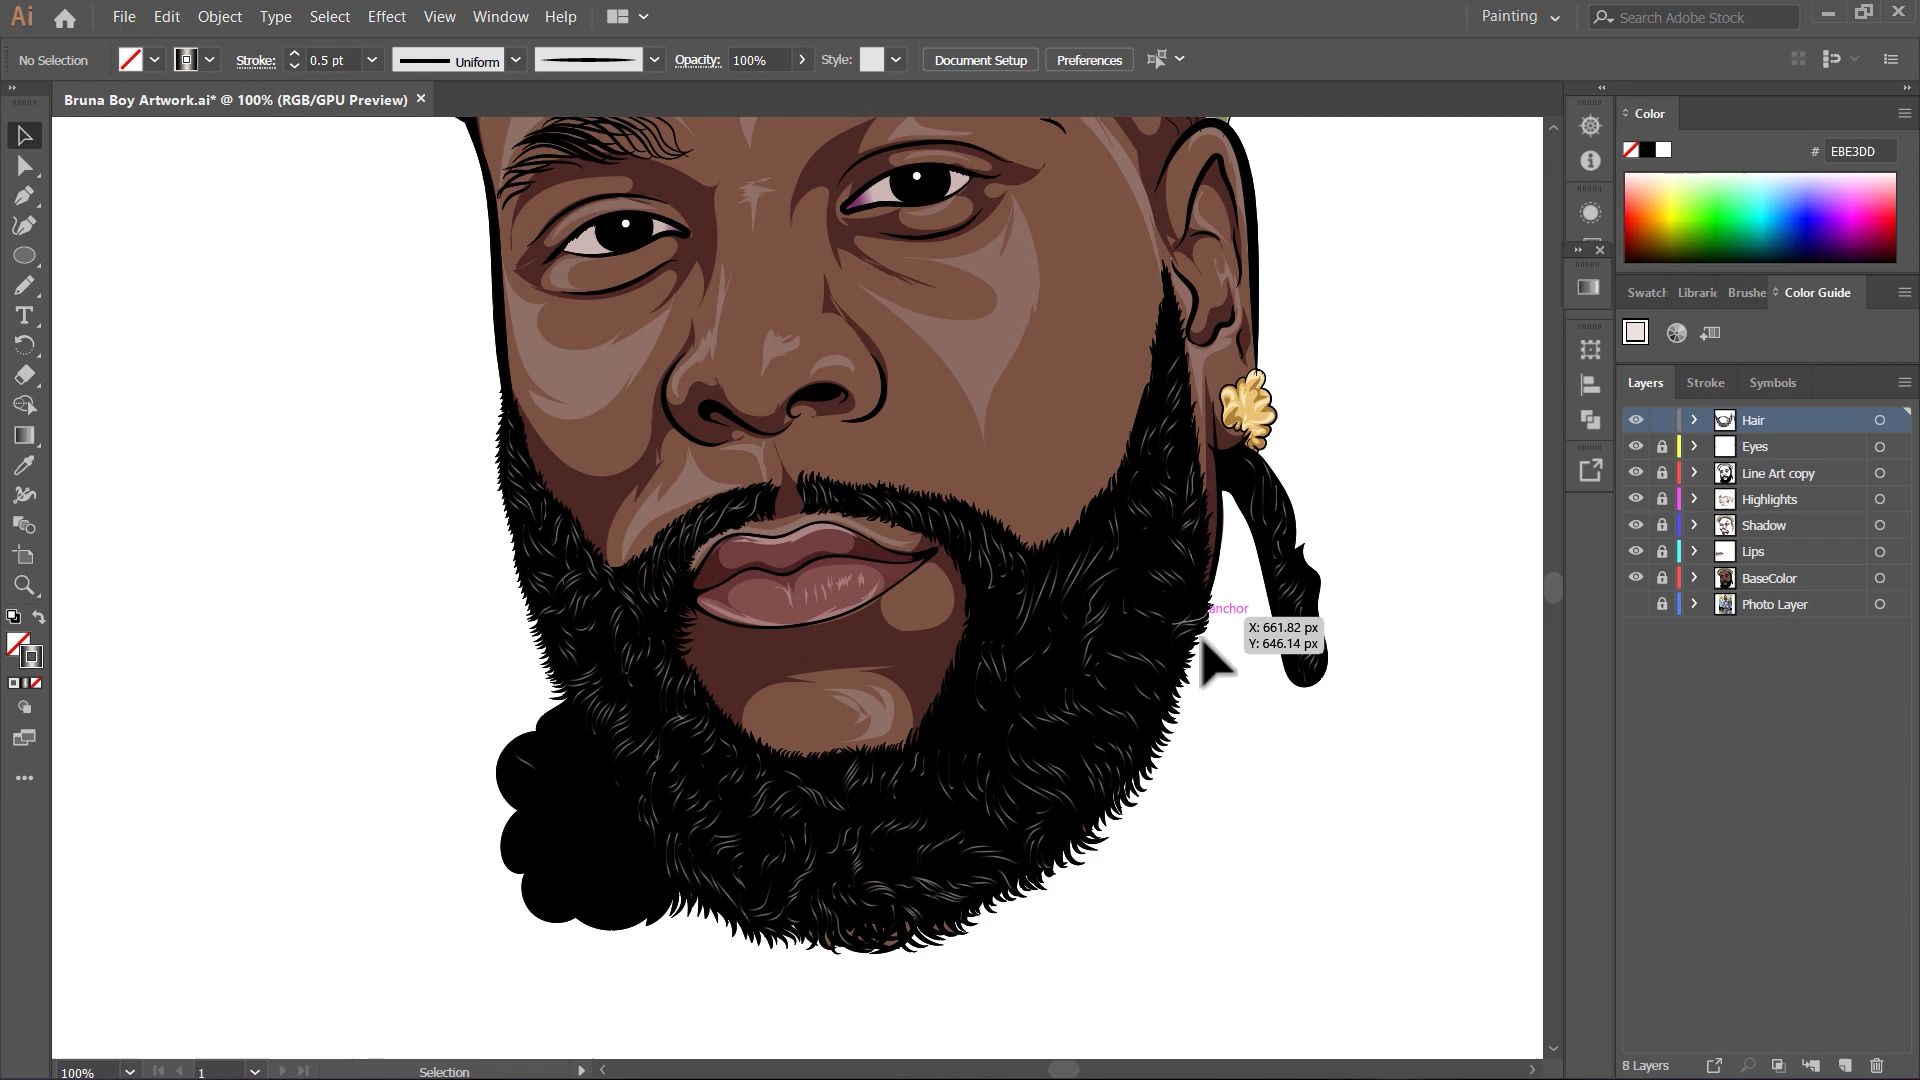 Ai File Edit Object Type Select Effect View Window Help Painting Search Adobe Stock
No Selection Stroke: 0.5 pt Uniform Opacity: 100% Style: Document Setup Preferences
Bruna Boy Artwork.ai* @ 100% (RGB/GPU Preview)
Color
# EBE3DD
Swatch Librarie Brushe Color Guide
Layers Stroke Symbols
Hair
Eyes
Line Art copy
Highlights
Shadow
Lips
BaseColor
Photo Layer
anchor
X: 661.82 px
Y: 646.14 px
100% 1 Selection
8 Layers